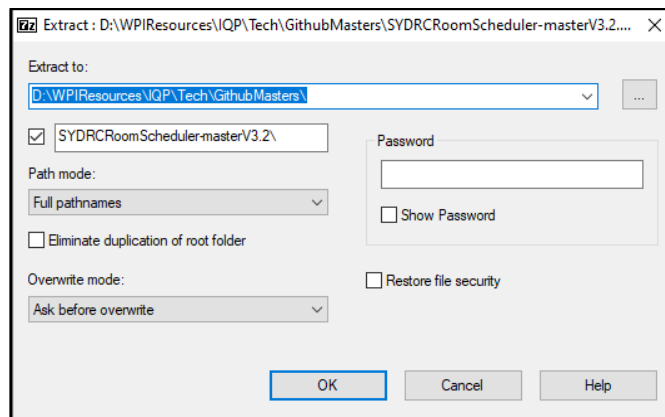 7z Extract : D:\WPIResources\IQP\Tech\GithubMasters\SYDRCRoomScheduler-masterV3.2....
Extract to:
D:\WPIResources\IQP\Tech\GithubMasters\
...
SYDRCRoomScheduler-masterV3.2\
Password
Path mode:
Full pathnames
Show Password
Eliminate duplication of root folder
Overwrite mode:
Restore file security
Ask before overwrite
OK Cancel Help